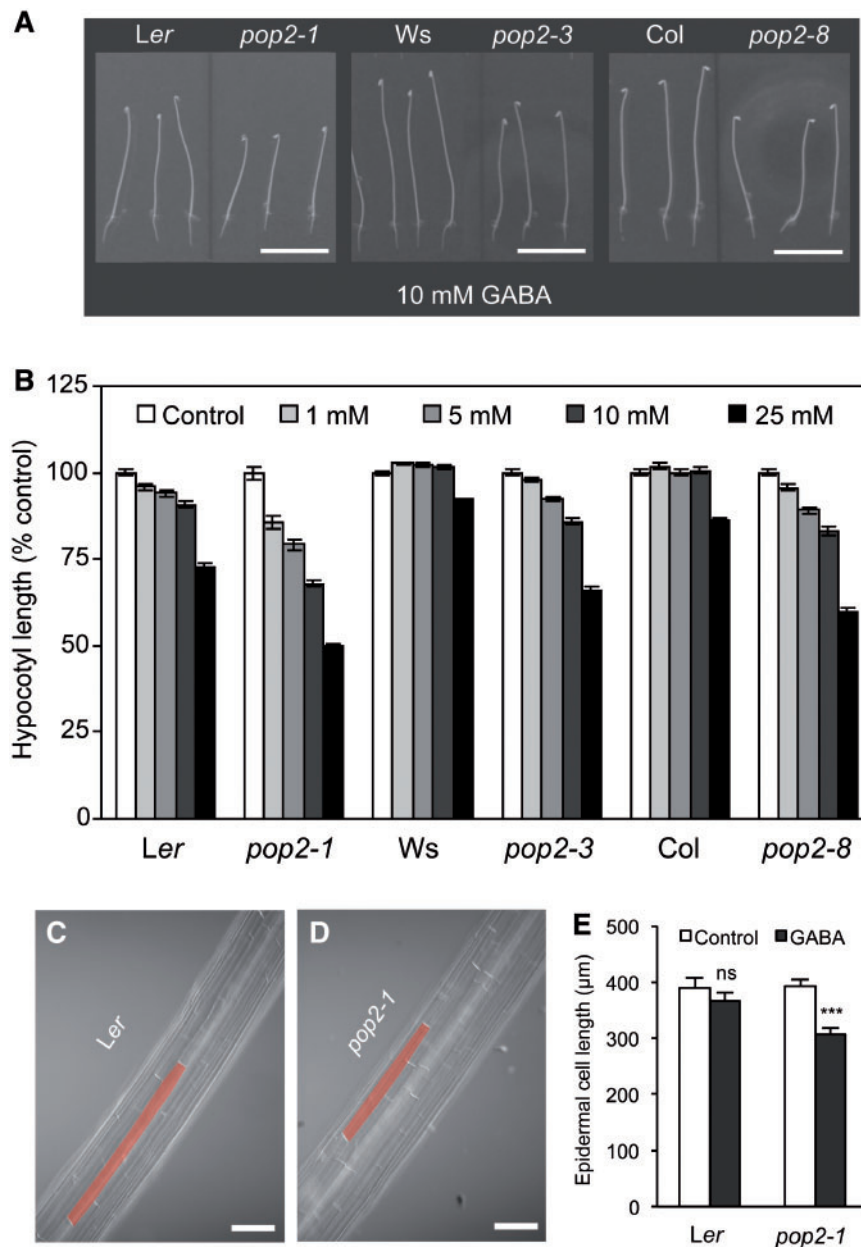 A
Ler pop2-1 Ws pop2-3 Col pop2-8
10 mM GABA
B
Hypocotyl length (% control)
125
100
75
50
25
0
Control 1 mM 5 mM 10 mM 25 mM
Ler pop2-1 Ws pop2-3 Col pop2-8
C
Ler
D
pop2-1
E
Epidermal cell length (µm)
500
400
300
200
100
0
Control GABA
ns
***
Ler pop2-1